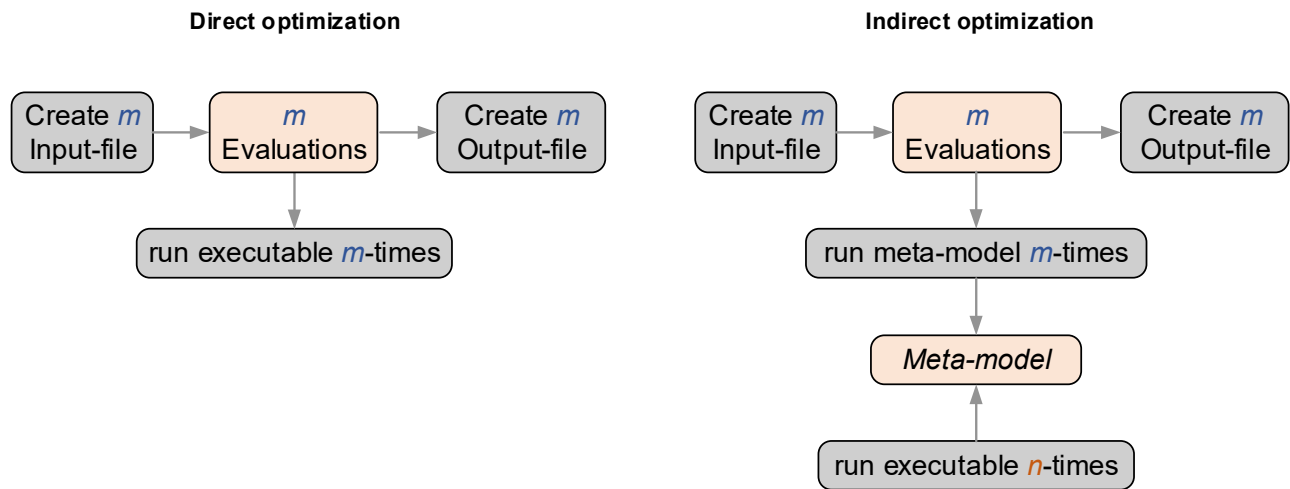 Direct optimization
Create m
Input-file
m
Evaluations
Create m
Output-file
run executable m-times
Indirect optimization
Create m
Input-file
m
Evaluations
Create m
Output-file
run meta-model m-times
Meta-model
run executable n-times